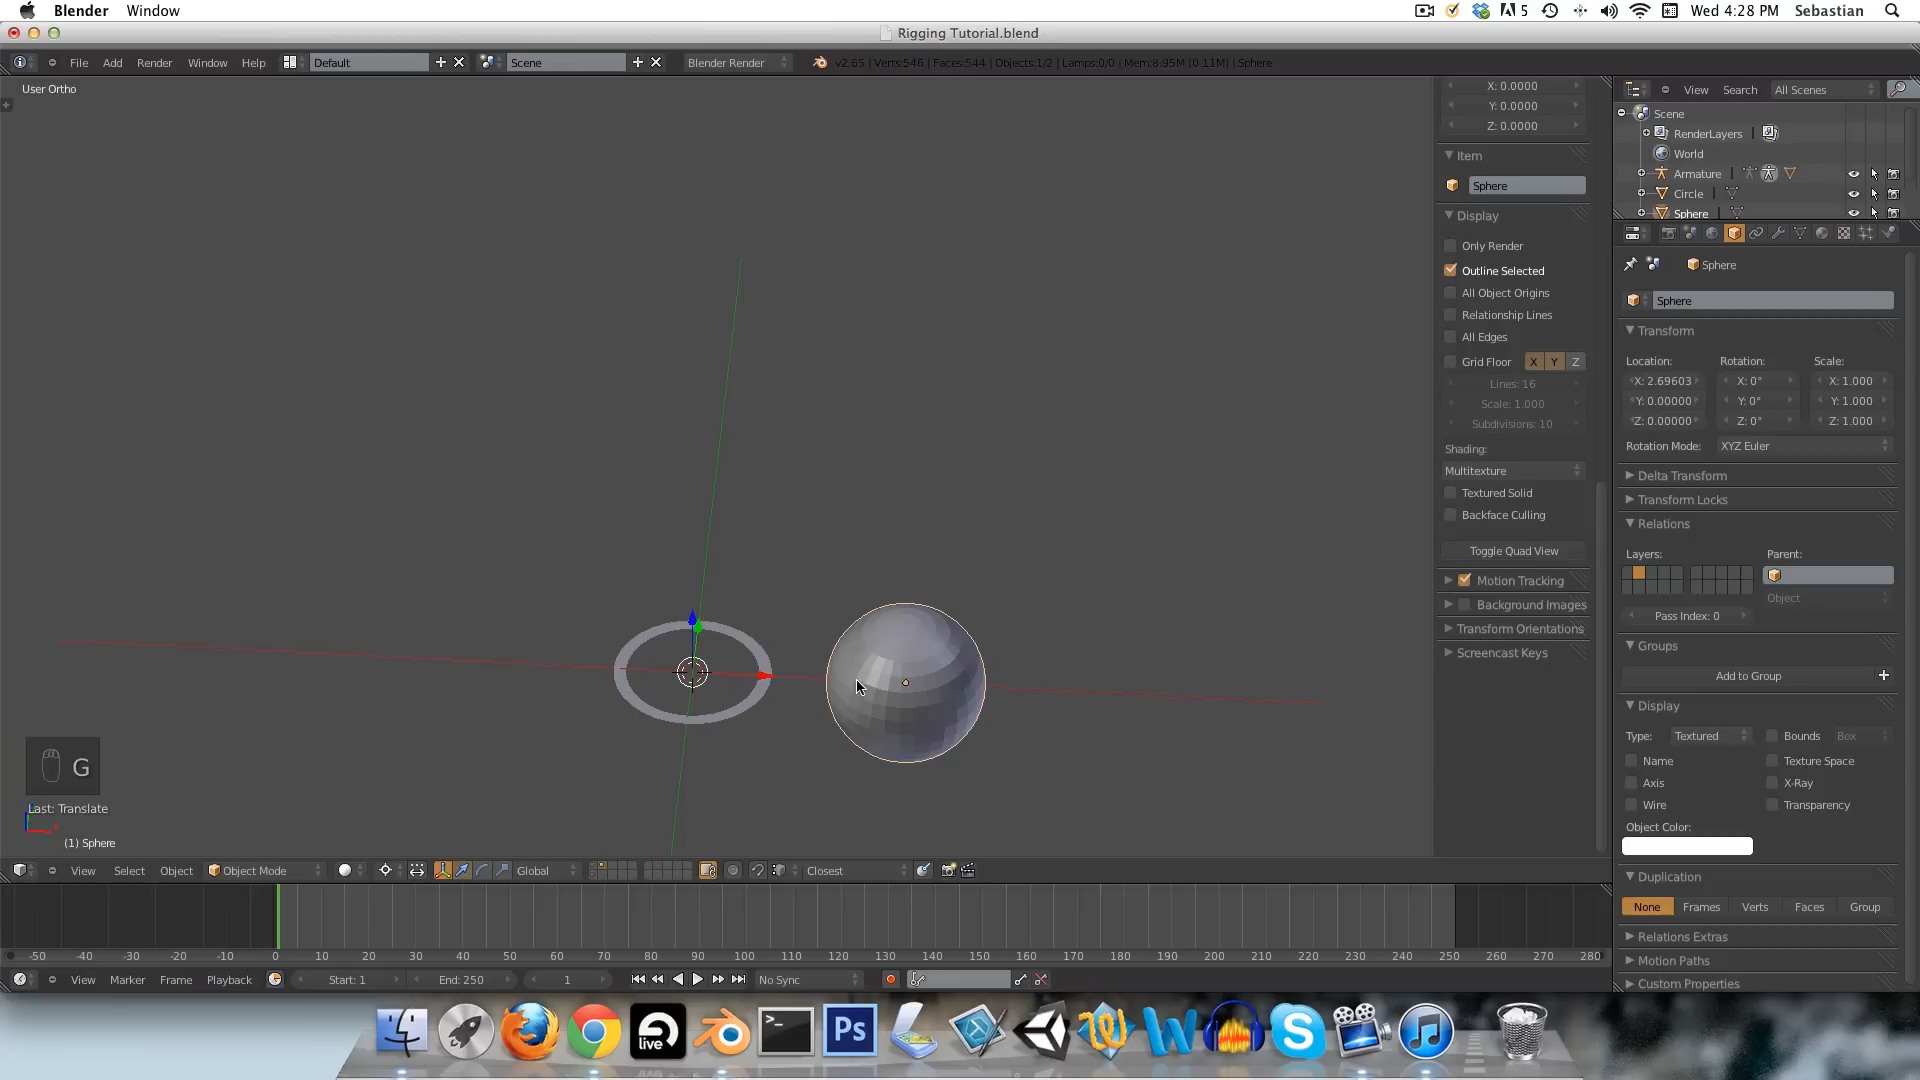 Blender Window 5 Wed 4:28 PM Sebastian
Rigging Tutorial.blend
File Add Render Window Help Default Scene Blender Render v2.65 | Verts:546 | Faces:544 | Objects:1/2 | Lamps:0/0 | Mem:8.95M (0.11M) | Sphere
User Ortho
X: 0.0000
Y: 0.0000
Z: 0.0000
Item
Sphere
Display
Only Render
Outline Selected
All Object Origins
Relationship Lines
All Edges
Grid Floor X Y Z
Lines: 16
Scale: 1.000
Subdivisions: 10
Shading:
Multitexture
Textured Solid
Backface Culling
Toggle Quad View
Motion Tracking
Background Images
Transform Orientations
Screencast Keys
View Search All Scenes
Scene
RenderLayers
World
Armature
Circle
Sphere
Sphere
Sphere
Transform
Location: Rotation: Scale:
X: 2.69603 X: 0° X: 1.000
Y: 0.00000 Y: 0° Y: 1.000
Z: 0.00000 Z: 0° Z: 1.000
Rotation Mode: XYZ Euler
Delta Transform
Transform Locks
Relations
Layers: Parent:
Object
Pass Index: 0
Groups
Add to Group
Display
Type: Textured Bounds Box
Name Texture Space
Axis X-Ray
Wire Transparency
Object Color:
Duplication
None Frames Verts Faces Group
Relations Extras
Motion Paths
Custom Properties
G
Last: Translate
(1) Sphere
View Select Object Object Mode Global Closest
-50 -40 -30 -20 -10 0 10 20 30 40 50 60 70 80 90 100 110 120 130 140 150 160 170 180 190 200 210 220 230 240 250 260 270 280
View Marker Frame Playback Start: 1 End: 250 1 No Sync
live
Ps
W